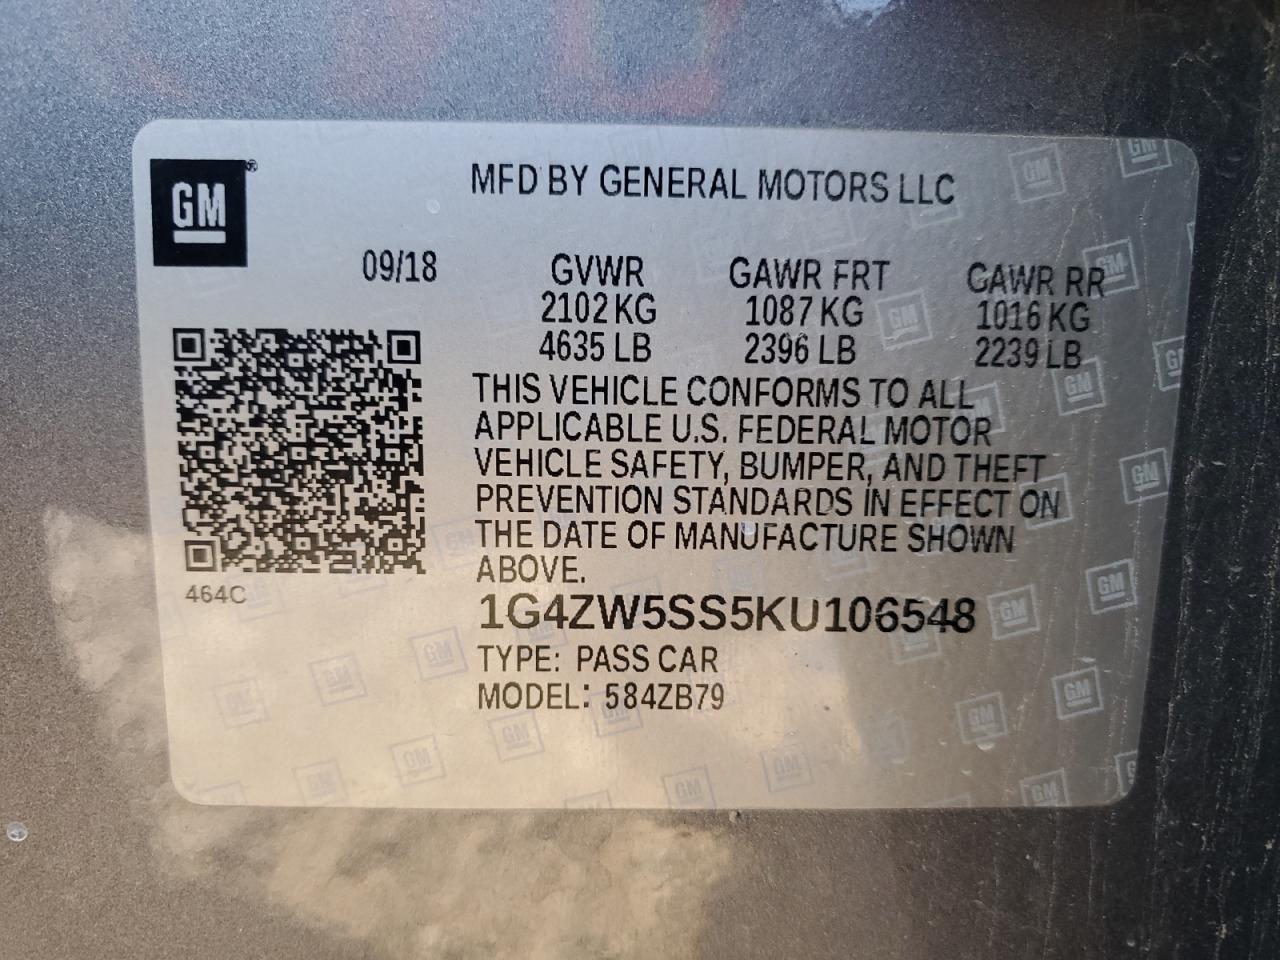 GM
MFD BY GENERAL MOTORS LLC
09/18
GVWR GAWR FRT GAWR RR
2102 KG 1087 KG 1016 KG
4635 LB 2396 LB 2239 LB
THIS VEHICLE CONFORMS TO ALL
APPLICABLE U.S. FEDERAL MOTOR
VEHICLE SAFETY, BUMPER, AND THEFT
PREVENTION STANDARDS IN EFFECT ON
THE DATE OF MANUFACTURE SHOWN
ABOVE.
464C
1G4ZW5SS5KU106548
TYPE: PASS CAR
MODEL: 584ZB79